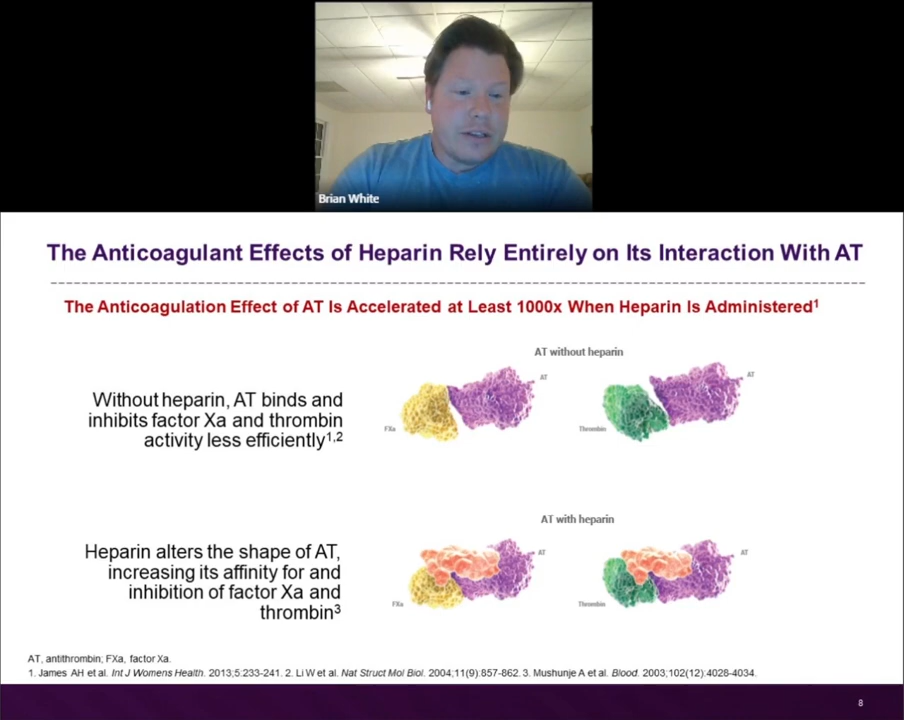 Brian White
The Anticoagulant Effects of Heparin Rely Entirely on Its Interaction With AT
The Anticoagulation Effect of AT Is Accelerated at Least 1000x When Heparin Is Administered¹
AT without heparin
Without heparin, AT binds and
inhibits factor Xa and thrombin
activity less efficiently¹,²
AT
FXa
AT
Thrombin
AT with heparin
Heparin alters the shape of AT,
increasing its affinity for and
inhibition of factor Xa and
thrombin³
AT
FXa
AT
Thrombin
AT, antithrombin; FXa, factor Xa.
1. James AH et al. Int J Womens Health. 2013;5:233-241. 2. Li W et al. Nat Struct Mol Biol. 2004;11(9):857-862. 3. Mushunje A et al. Blood. 2003;102(12):4028-4034.
8